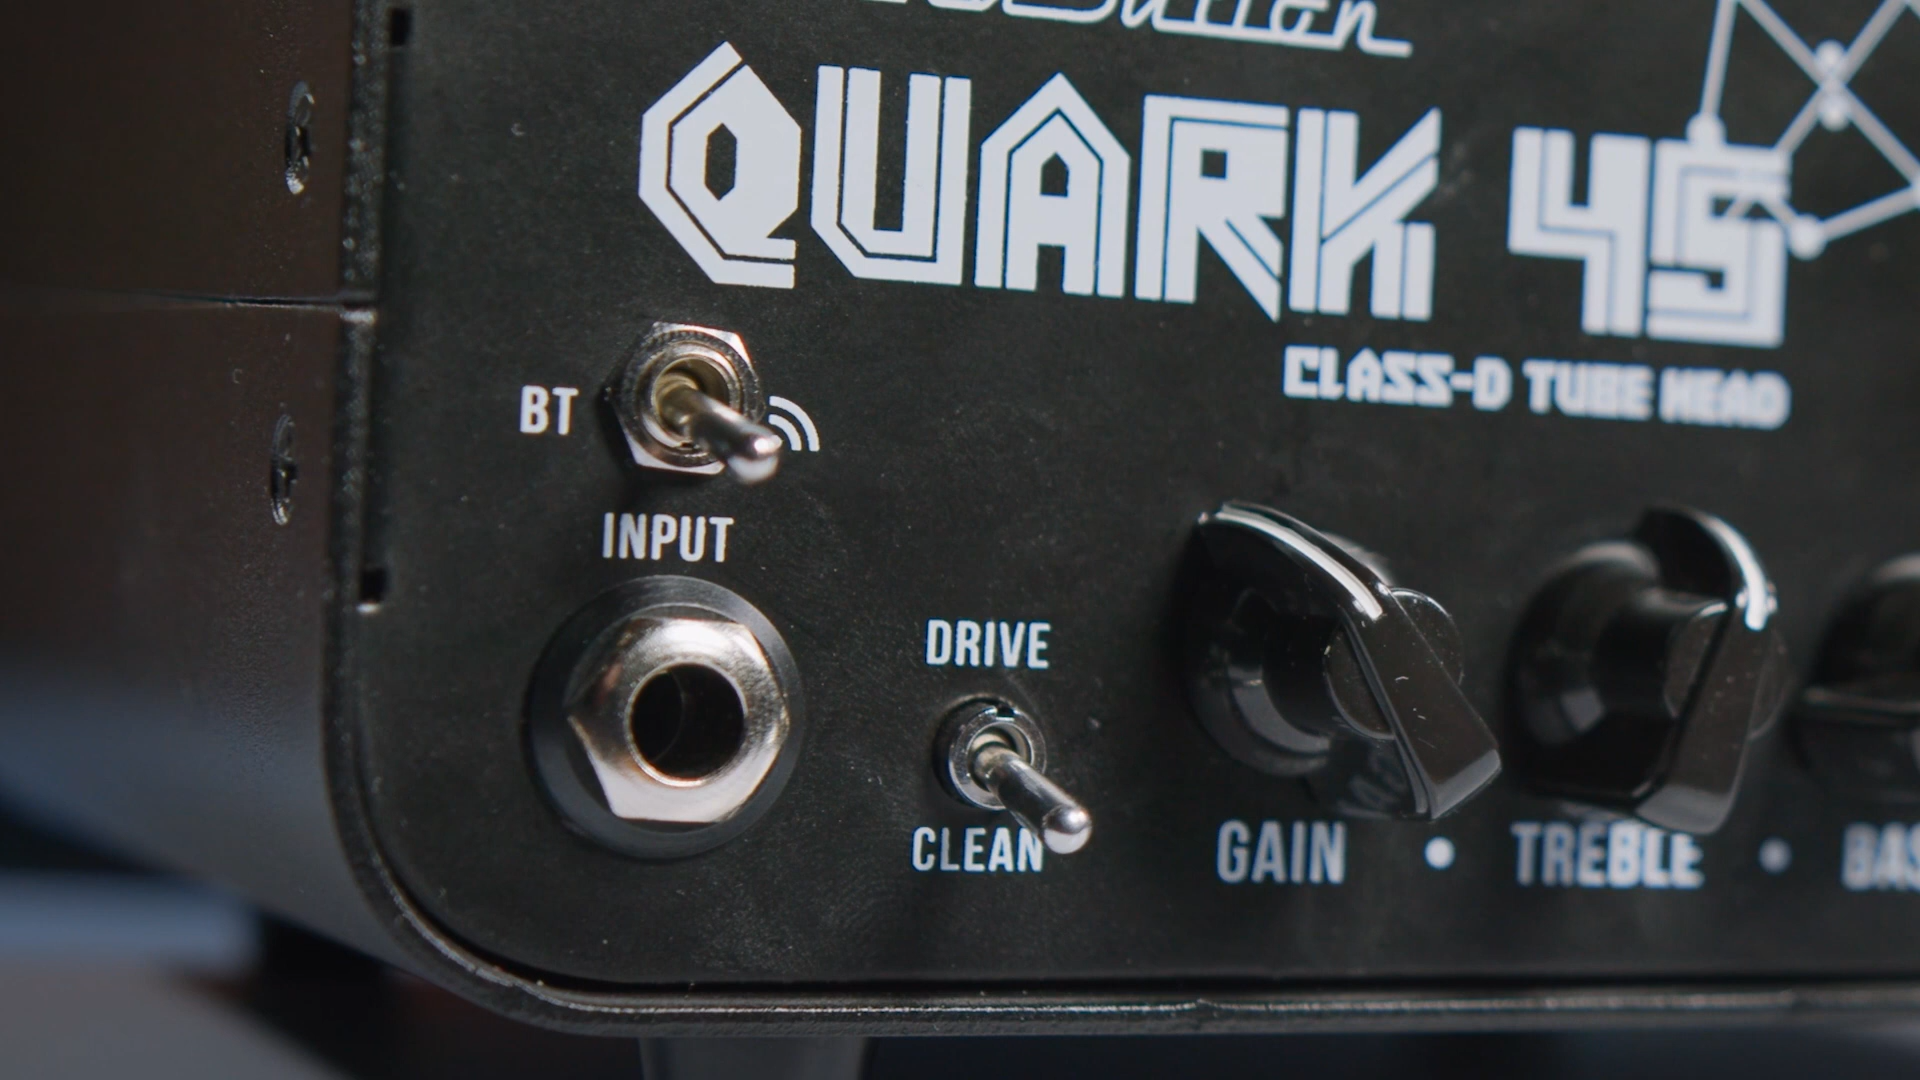 QUARK 45
CLASS-D TUBE HEAD
BT
INPUT
DRIVE
CLEAN
GAIN • TREBLE •